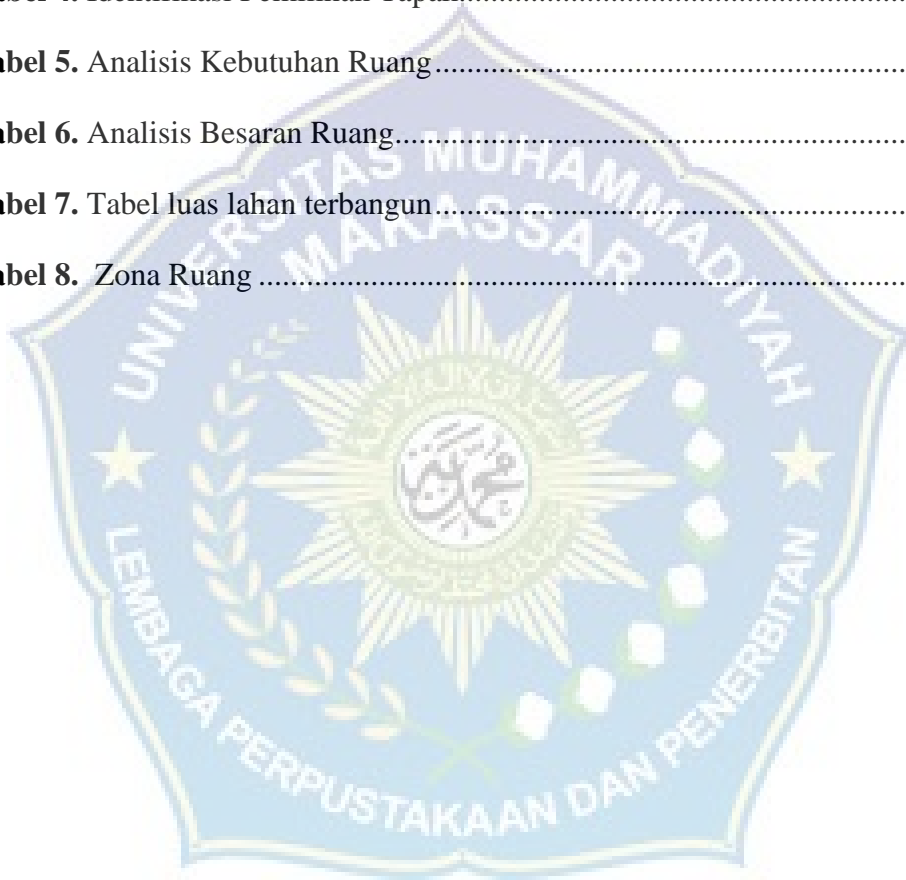 abel 5. Analisis Kebutuhan Ruang........................................................................
abel 6. Analisis Besaran Ruang........................................................................
abel 7. Tabel luas lahan terbangun........................................................................
abel 8.  Zona Ruang ........................................................................
UNIVERSITAS MUHAMMADIYAH
MAKASSAR
LEMBAGA PERPUSTAKAAN DAN PENERBITAN